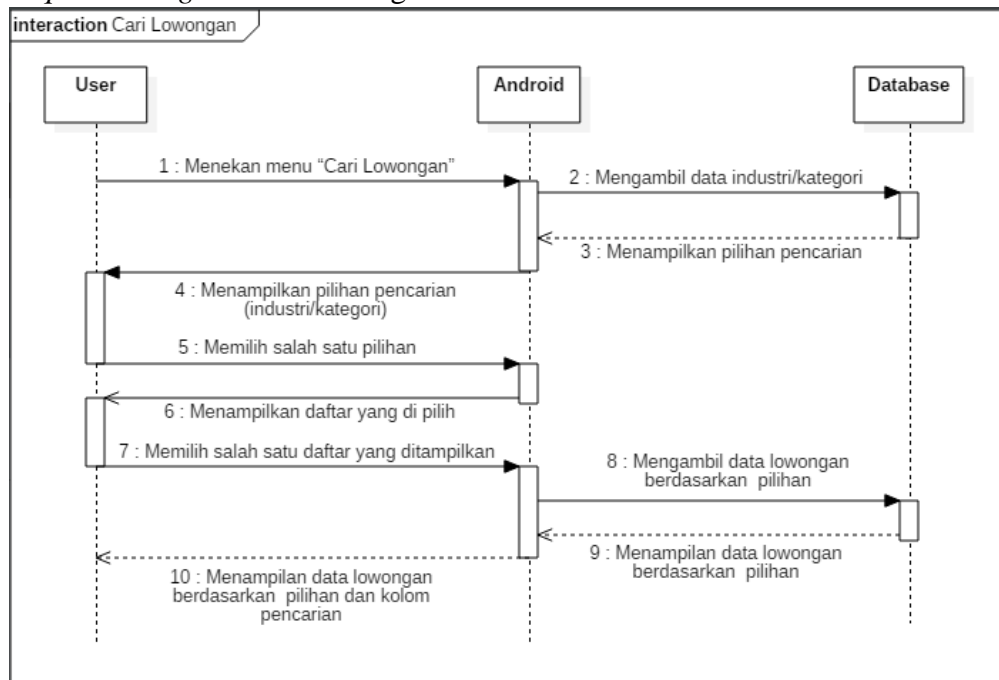 interaction Cari Lowongan
User
Android
Database
1 : Menekan menu “Cari Lowongan”
2 : Mengambil data industri/kategori
3 : Menampilkan pilihan pencarian
4 : Menampilkan pilihan pencarian
(industri/kategori)
5 : Memilih salah satu pilihan
6 : Menampilkan daftar yang di pilih
7 : Memilih salah satu daftar yang ditampilkan
8 : Mengambil data lowongan
berdasarkan pilihan
9 : Menampilan data lowongan
berdasarkan pilihan
10 : Menampilan data lowongan
berdasarkan pilihan dan kolom
pencarian